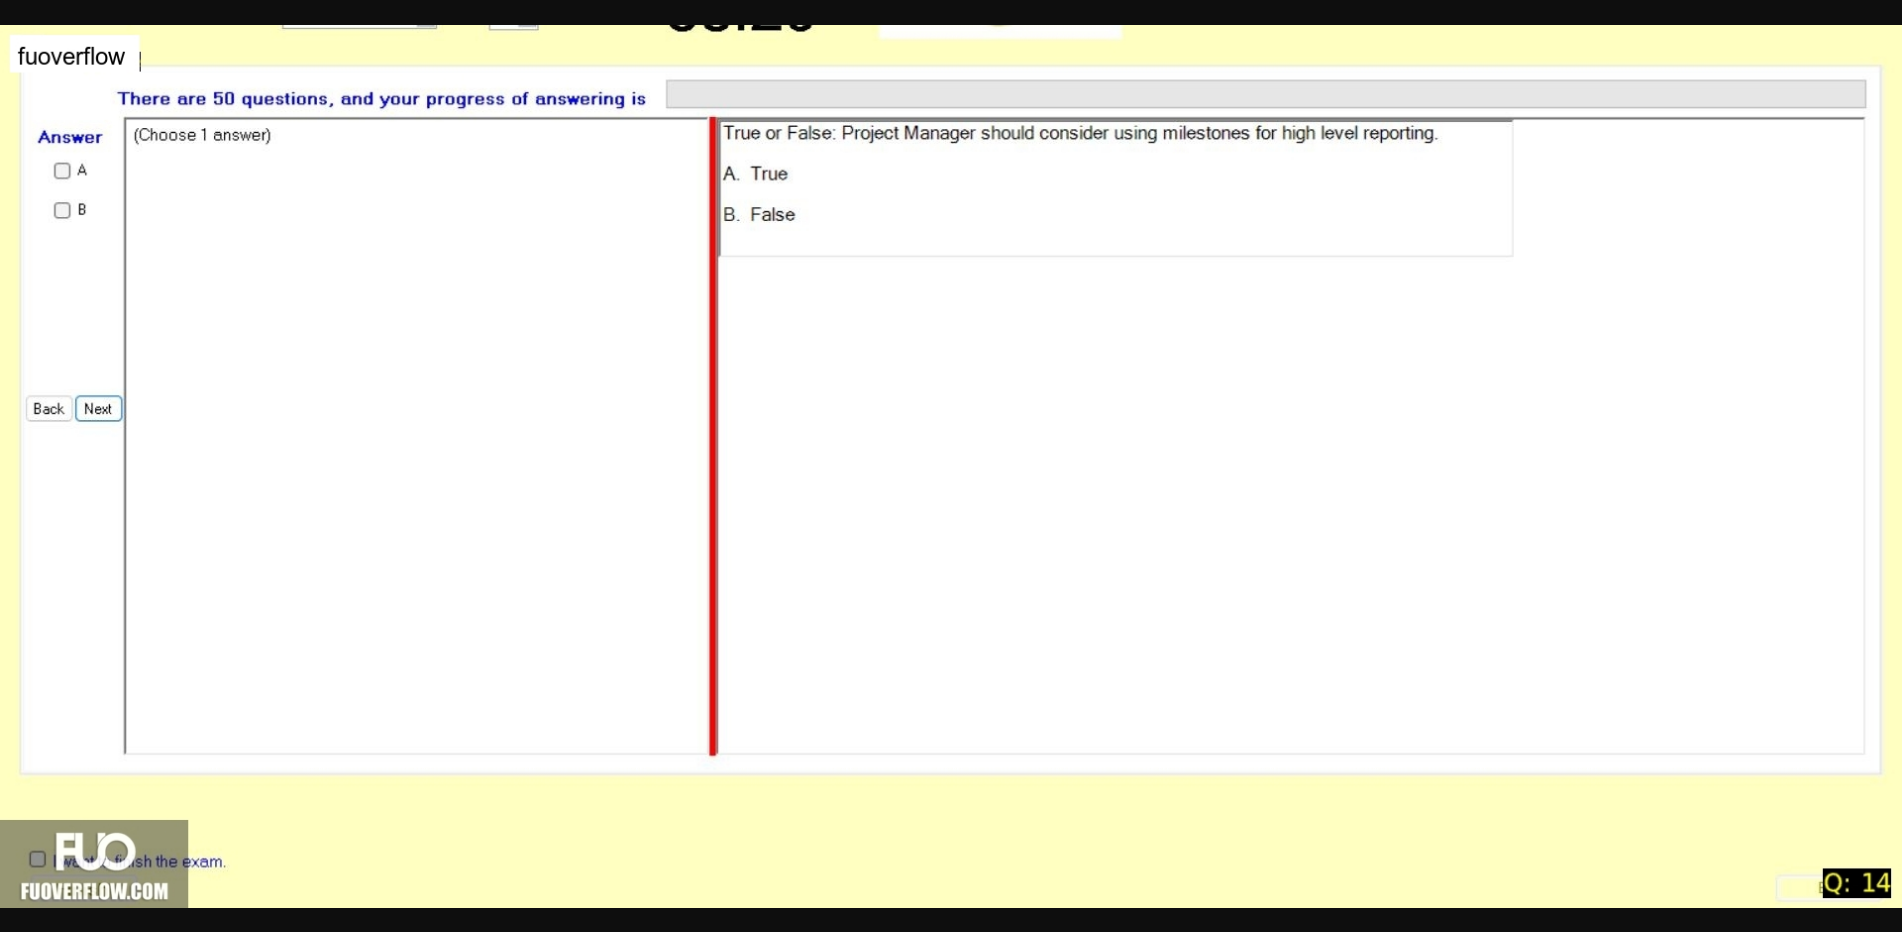 fuoverflow
There are 50 questions, and your progress of answering is
Answer
(Choose 1 answer)
A
B
True or False: Project Manager should consider using milestones for high level reporting.
A. True
B. False
Back Next
FUO
finish the exam.
FUOVERFLOW.COM
Q: 14